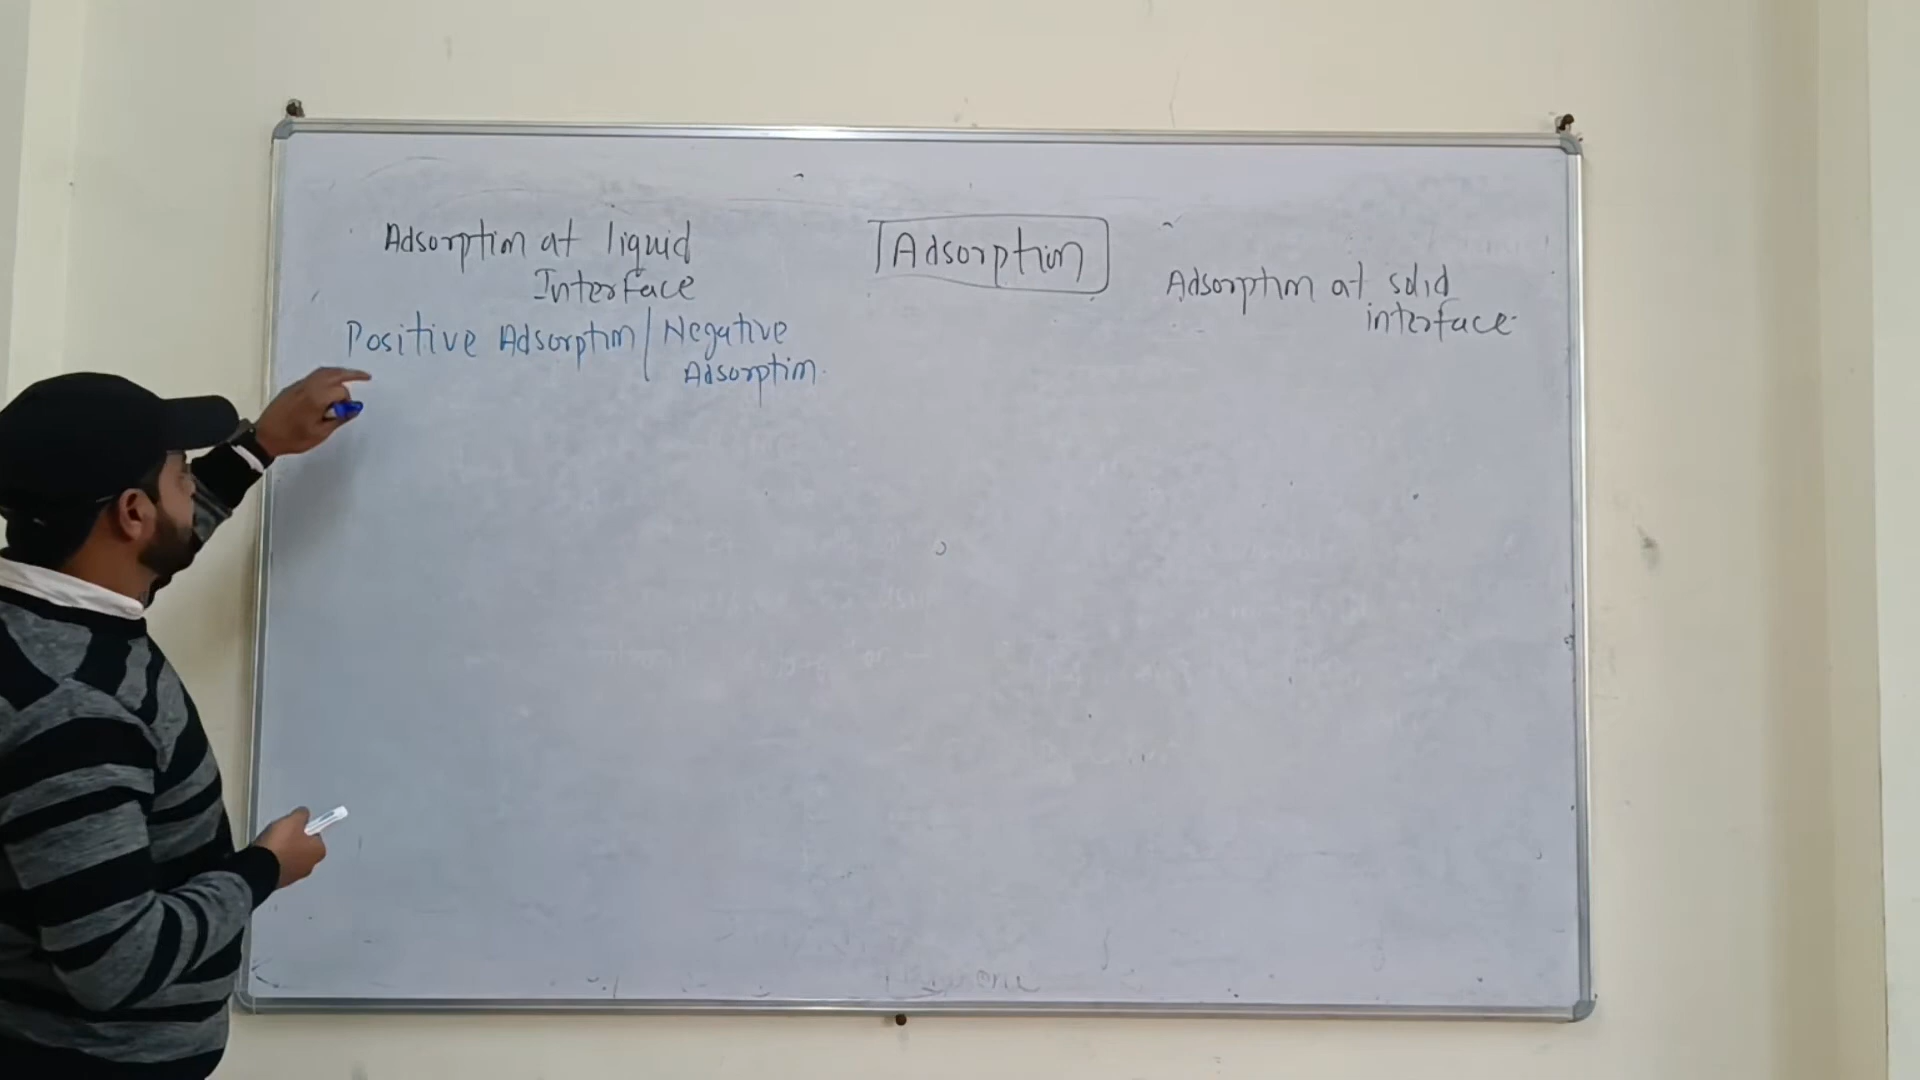 Adsorption at liquid
Interface
Positive Adsorption / Negative
Adsorption.
Adsorption
Adsorption at solid
interface.